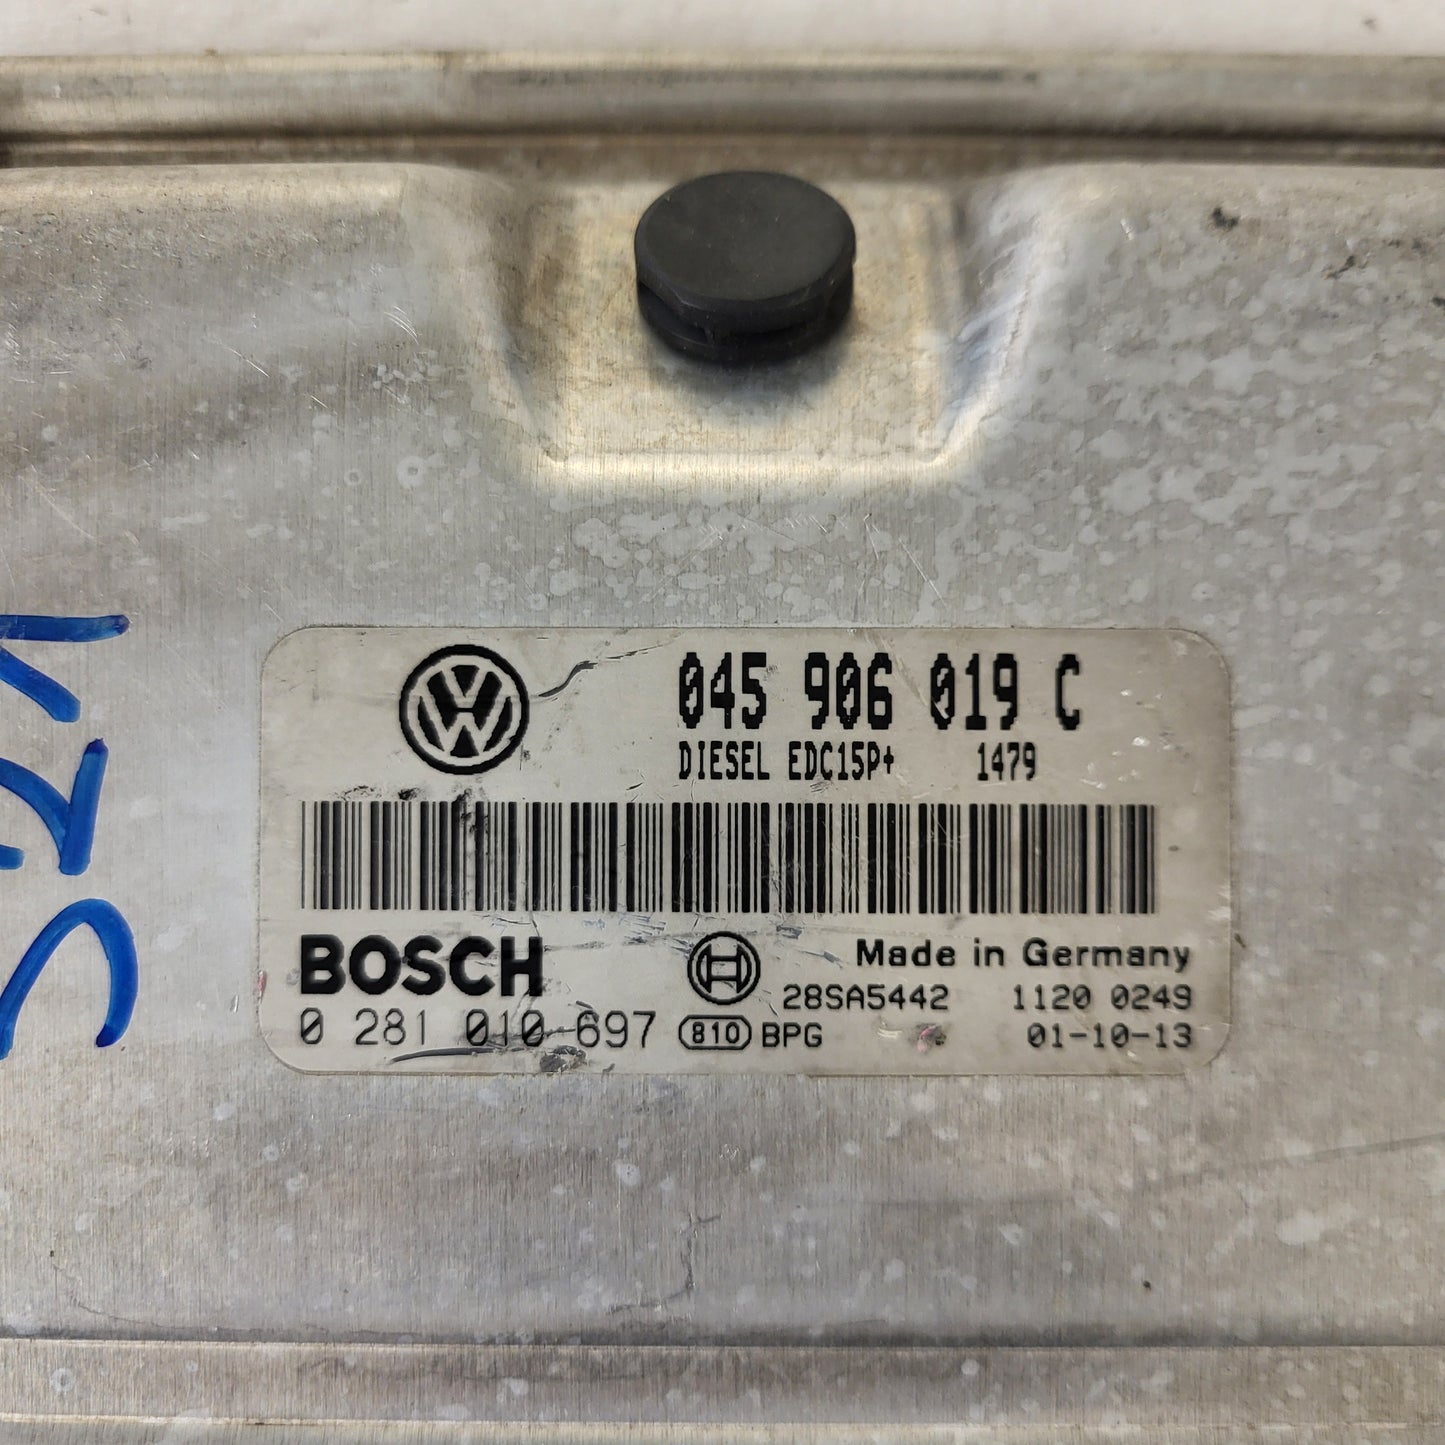 045 906 019 C
DIESEL EDC15P+ 1479
BOSCH
Made in Germany
28SA5442 1120 0249
0 281 010 697 810 BPG 01-10-13